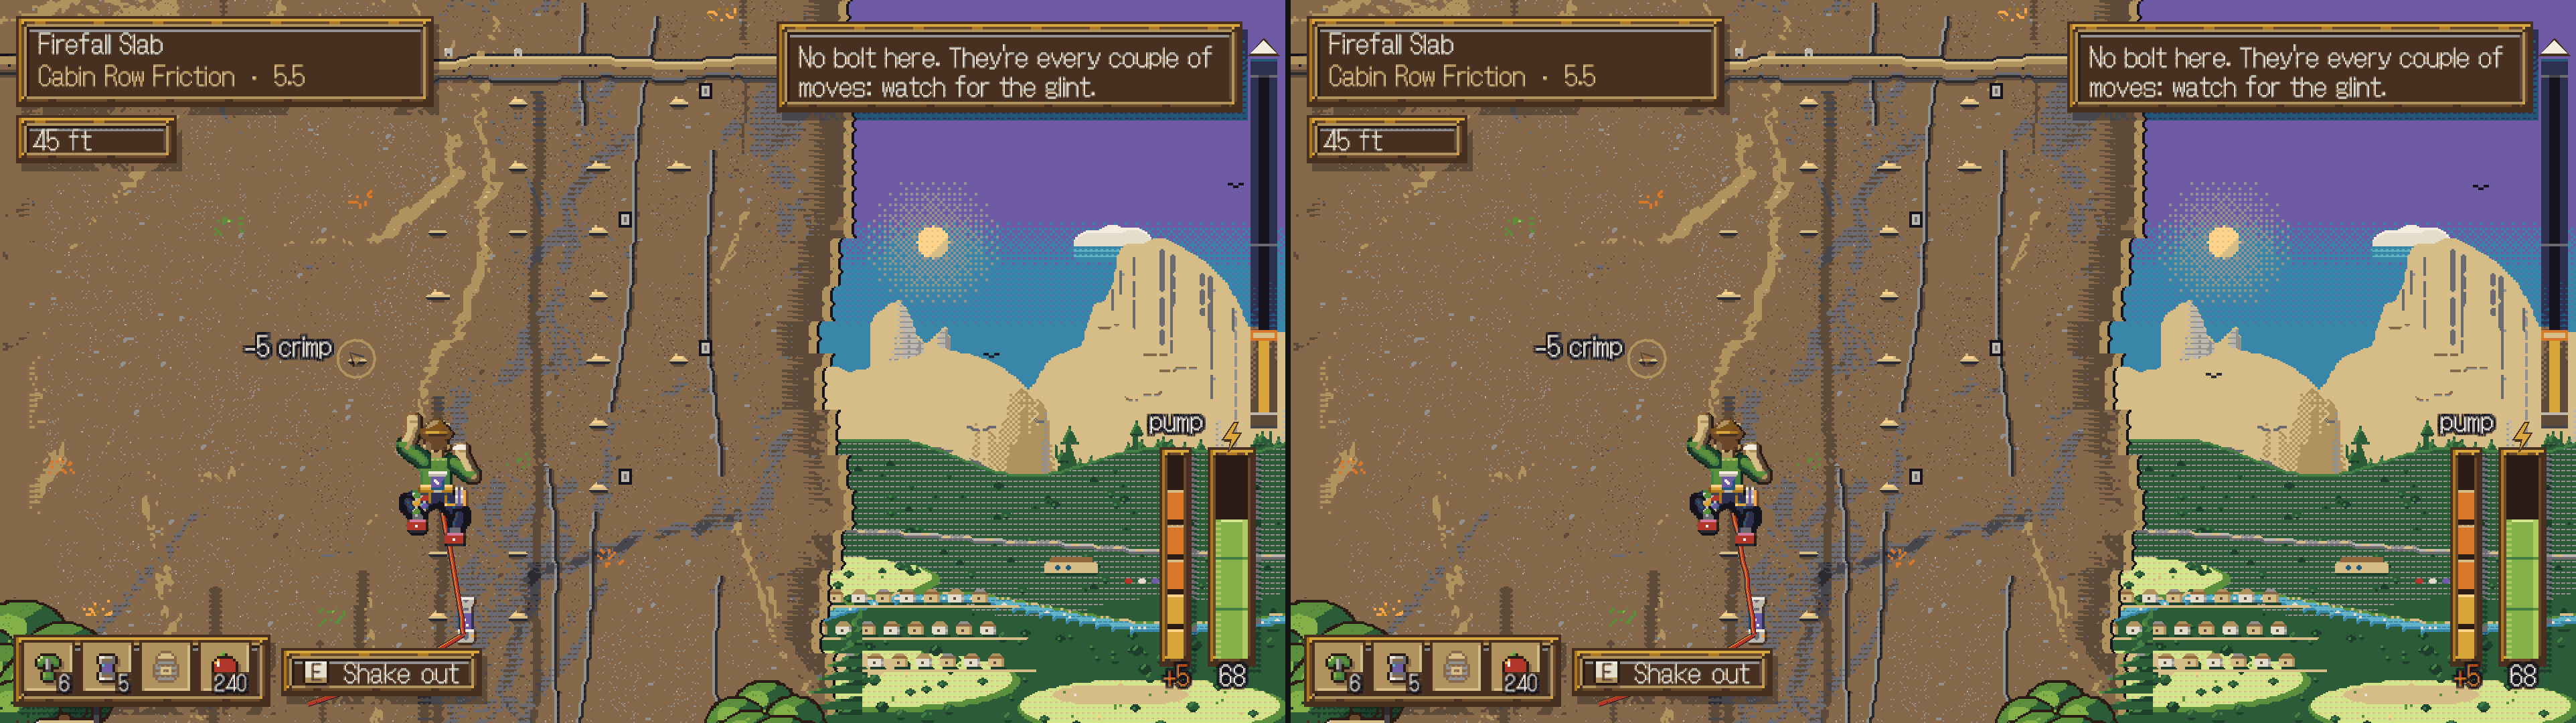 Firefall Slab
Cabin Row Friction · 5.5
45 ft
No bolt here. They're every couple of
moves: watch for the glint.
-5 crimp
pump
+5
68
6
5
240
E Shake out
Firefall Slab
Cabin Row Friction · 5.5
45 ft
No bolt here. They're every couple of
moves: watch for the glint.
-5 crimp
pump
+5
68
6
5
240
E Shake out